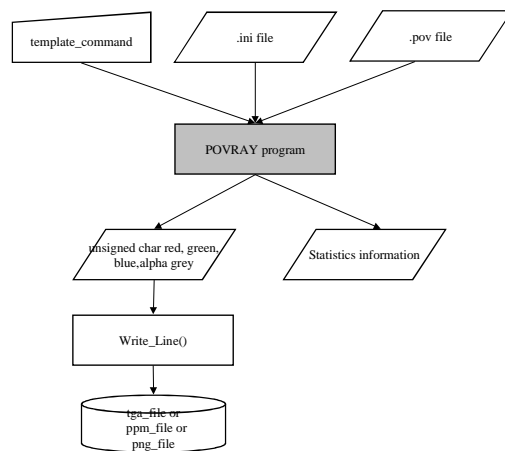 template_command
.ini file
.pov file
POVRAY program
unsigned char red, green,
blue,alpha grey
Statistics information
Write_Line()
tga_file or
ppm_file or
png_file